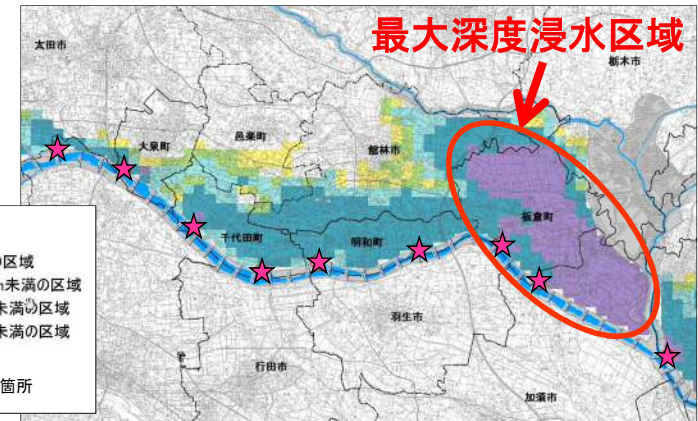 最大深度浸水区域
太田市
栃木市
大泉町
邑楽町
館林市
板倉町
千代田町
明和町
の区域
未満の区域
未満の区域
未満の区域
箇所
羽生市
行田市
加須市